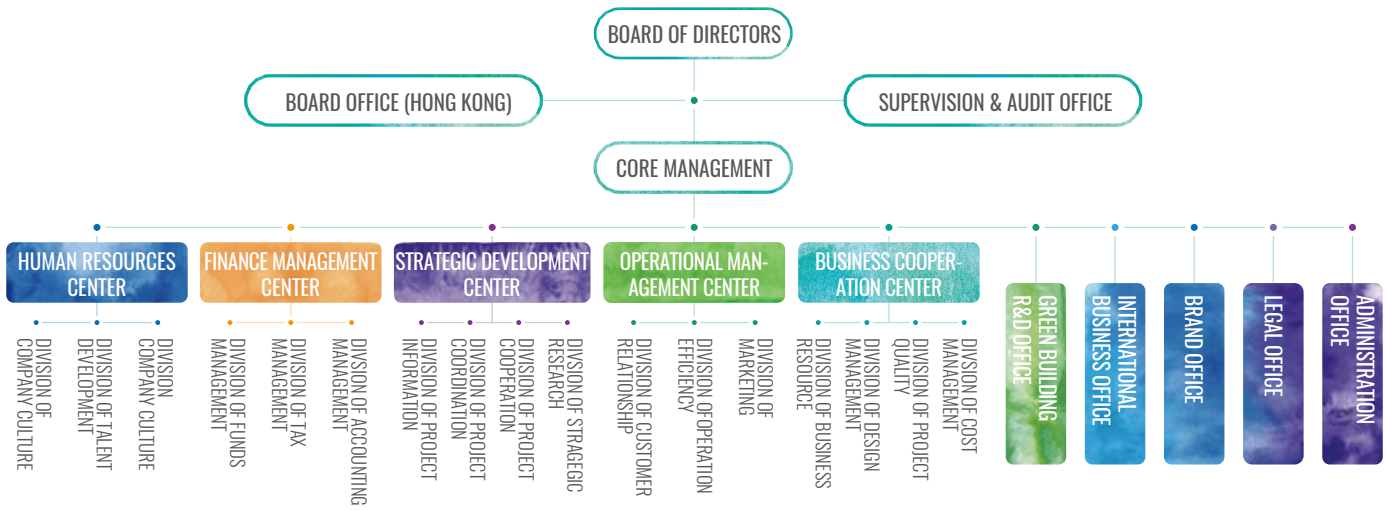 BOARD OF DIRECTORS
BOARD OFFICE (HONG KONG)
SUPERVISION & AUDIT OFFICE
CORE MANAGEMENT
HUMAN RESOURCES
CENTER
FINANCE MANAGEMENT
CENTER
STRATEGIC DEVELOPMENT
CENTER
OPERATIONAL MAN-
AGEMENT CENTER
BUSINESS COOPER-
ATION CENTER
GREEN BUILDING
R&D OFFICE
INTERNATIONAL
BUSINESS OFFICE
BRAND OFFICE
LEGAL OFFICE
ADMINISTRATION
OFFICE
DIVISION OF
COMPANY CULTURE
DIVISION OF TALENT
DEVELOPMENT
DIVISION
COMPANY CULTURE
DIVISION OF FUNDS
MANAGEMENT
DIVISION OF TAX
MANAGEMENT
DIVISION OF ACCOUNTING
MANAGEMENT
DIVISION OF PROJECT
INFORMATION
DIVISION OF PROJECT
COORDINATION
DIVISION OF PROJECT
COOPERATION
DIVISION OF STRAGEGIC
RESEARCH
DIVISION OF CUSTOMER
RELATIONSHIP
DIVISION OFOPERATION
EFFICIENCY
DIVISION OF
MARKETING
DIVISION OF BUSINESS
RESOURCE
DIVISION OF DESIGN
MANAGEMENT
DIVISION OF PROJECT
QUALITY
DIVISION OF COST
MANAGEMENT